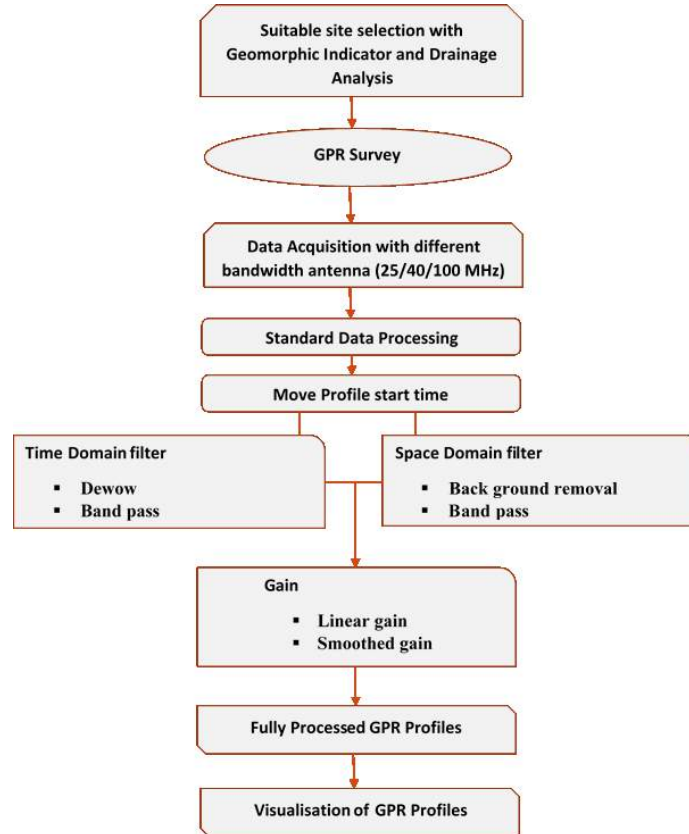 Suitable site selection with
Geomorphic Indicator and Drainage
Analysis
GPR Survey
Data Acquisition with different
bandwidth antenna (25/40/100 MHz)
Standard Data Processing
Move Profile start time
Time Domain filter
▪ Dewow
▪ Band pass
Space Domain filter
▪ Back ground removal
▪ Band pass
Gain
▪ Linear gain
▪ Smoothed gain
Fully Processed GPR Profiles
Visualisation of GPR Profiles